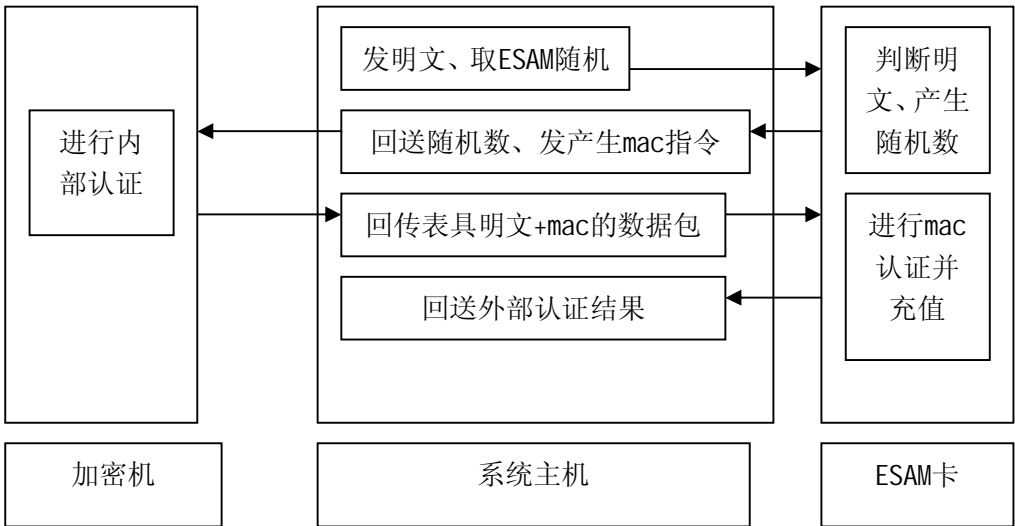 发明文、取ESAM随机
判断明
文、产生
随机数
进行内
部认证
回送随机数、发产生mac指令
回传表具明文+mac的数据包
进行mac
认证并
充值
回送外部认证结果
加密机
系统主机
ESAM卡